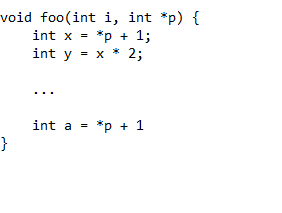 void foo(int i, int *p) {
    int x = *p + 1;
    int y = x * 2;
    ...
    int a = *p + 1
}